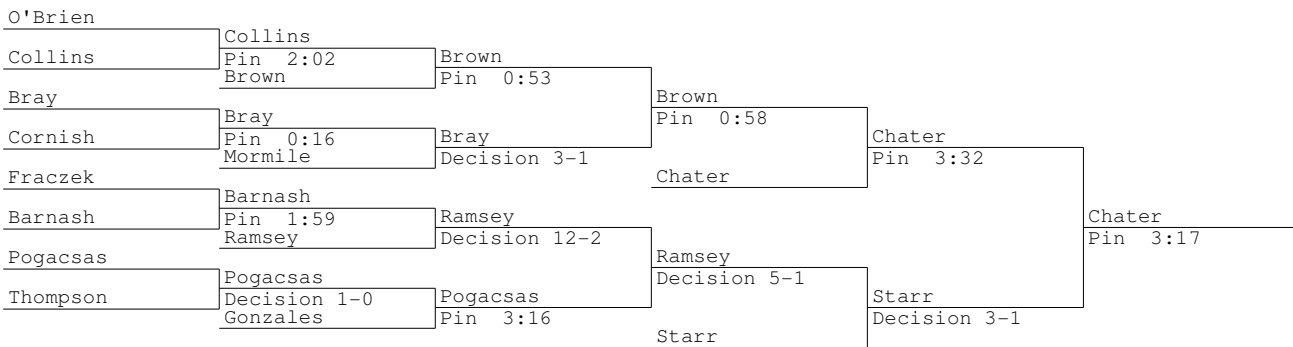 O'Brien
Collins
Collins
Pin 2:02
Brown
Brown
Pin 0:53
Bray
Brown
Pin 0:58
Bray
Cornish
Pin 0:16
Bray
Chater
Mormile
Decision 3-1
Pin 3:32
Fraczek
Chater
Barnash
Barnash
Pin 1:59
Ramsey
Chater
Ramsey
Decision 12-2
Pin 3:17
Pogacsas
Ramsey
Pogacsas
Decision 5-1
Thompson
Decision 1-0
Pogacsas
Starr
Gonzales
Pin 3:16
Decision 3-1
Starr